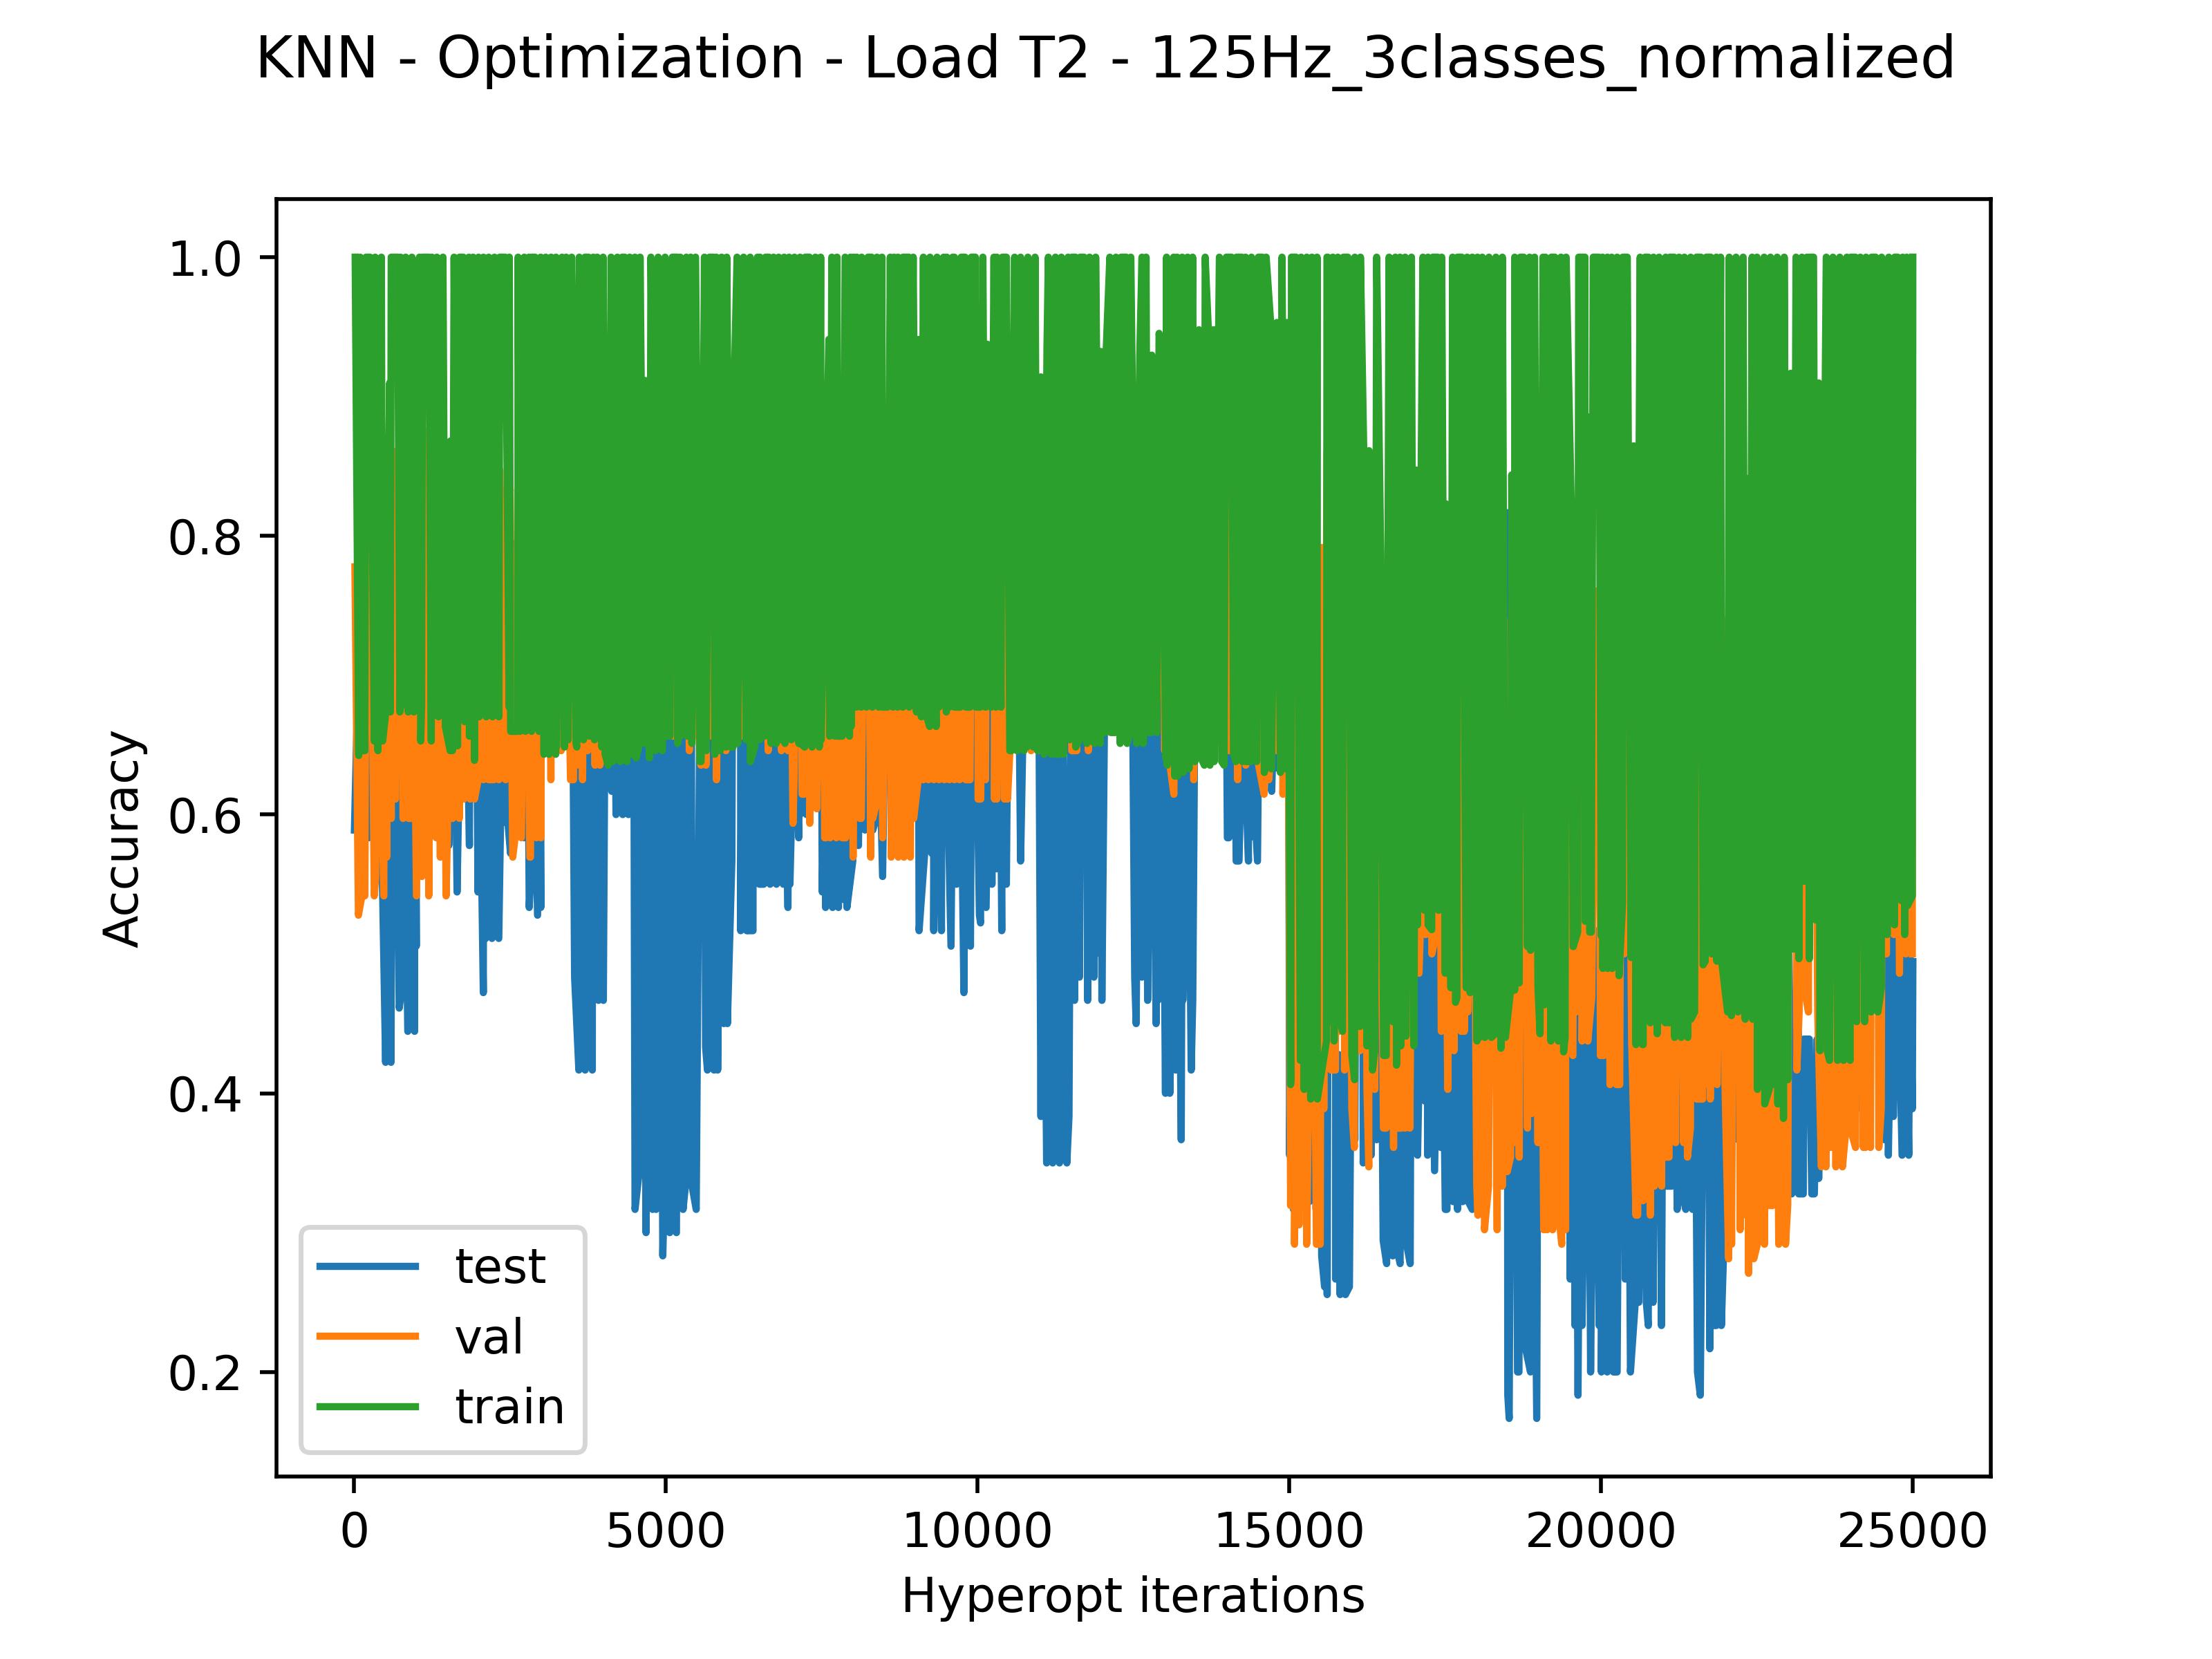 KNN - Optimization - Load T2 - 125Hz_3classes_normalized
1.0
0.8
0.6
0.4
0.2
Accuracy
test
val
train
0 5000 10000 15000 20000 25000
Hyperopt iterations